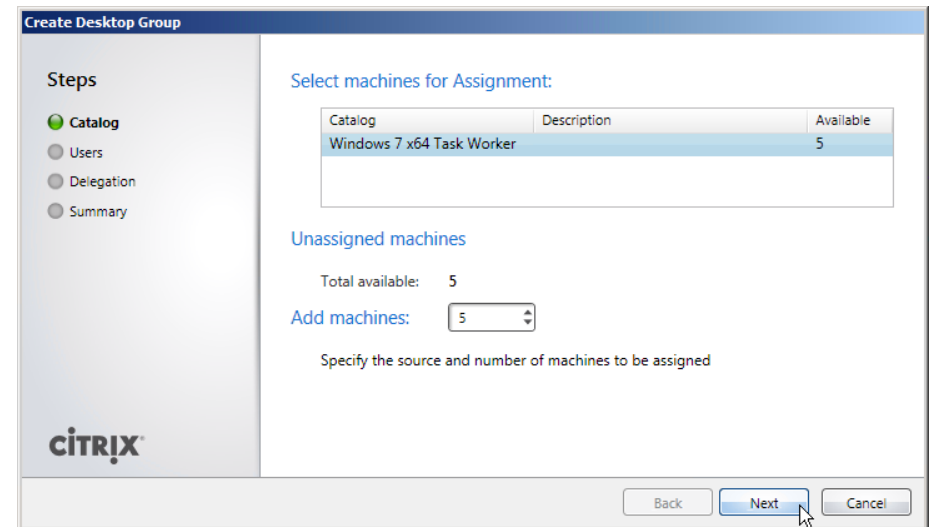 Create Desktop Group
Steps
Catalog
Users
Delegation
Summary
CİTRIX
Select machines for Assignment:
Catalog Description Available
Windows 7 x64 Task Worker 5
Unassigned machines
Total available: 5
Add machines: 5
Specify the source and number of machines to be assigned
Back Next Cancel